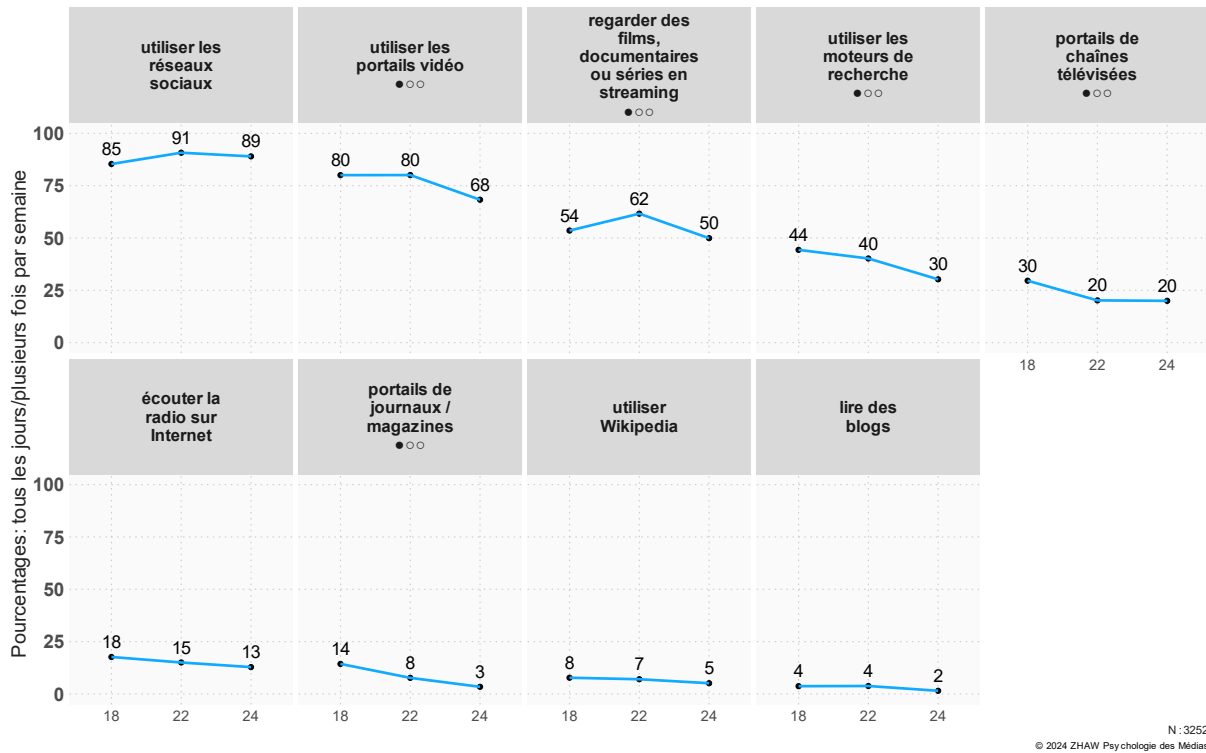 utiliser les
réseaux
sociaux
utiliser les
portails vidéo
●○○
regarder des
films,
documentaires
ou séries en
streaming
●○○
utiliser les
moteurs de
recherche
●○○
portails de
chaînes
télévisées
●○○
Pourcentages: tous les jours/plusieurs fois par semaine
100
75
50
25
0
85 91 89
80 80 68
54 62 50
44 40 30
30 20 20
18 22 24
écouter la
radio sur
Internet
portails de
journaux /
magazines
●○○
utiliser
Wikipedia
lire des
blogs
100
75
50
25
0
18 15 13
14 8 3
8 7 5
4 4 2
18 22 24
18 22 24
18 22 24
18 22 24
N : 3252
© 2024 ZHAW Psychologie des Médias